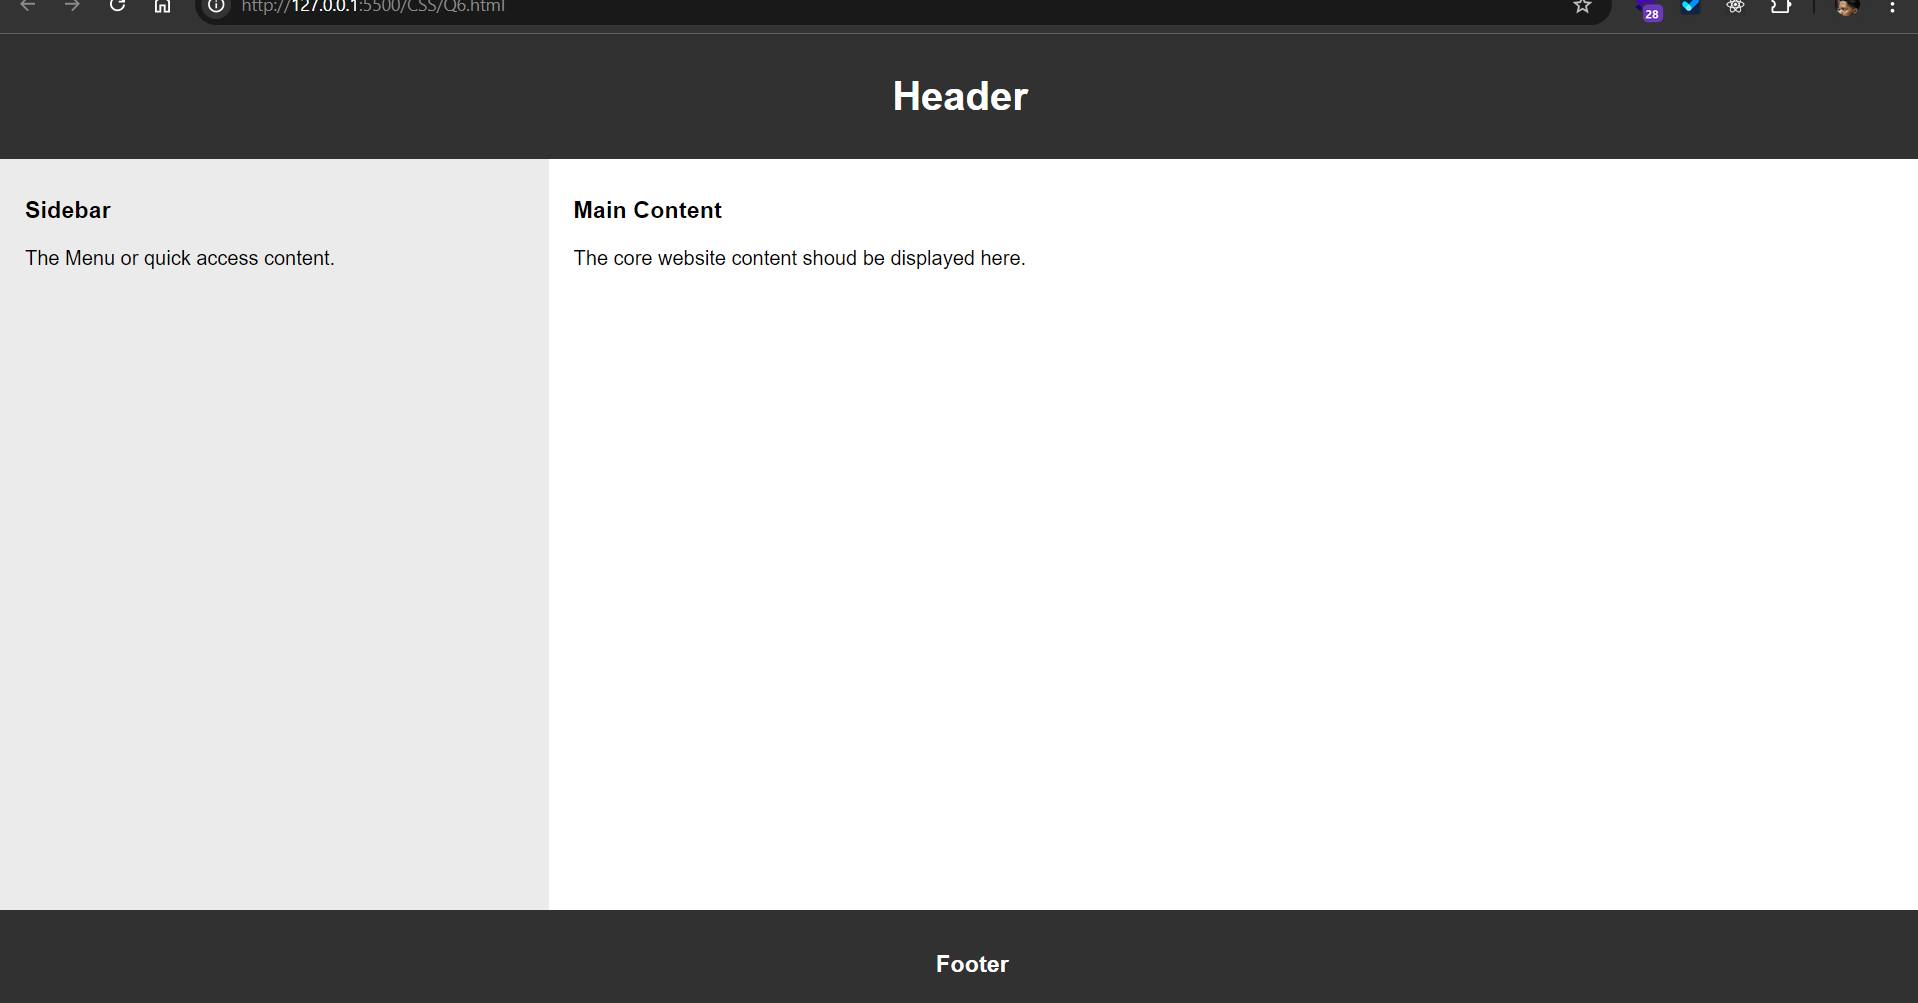 http://127.0.0.1:5500/CSS/Q6.html
28
Header
Sidebar
The Menu or quick access content.
Main Content
The core website content shoud be displayed here.
Footer